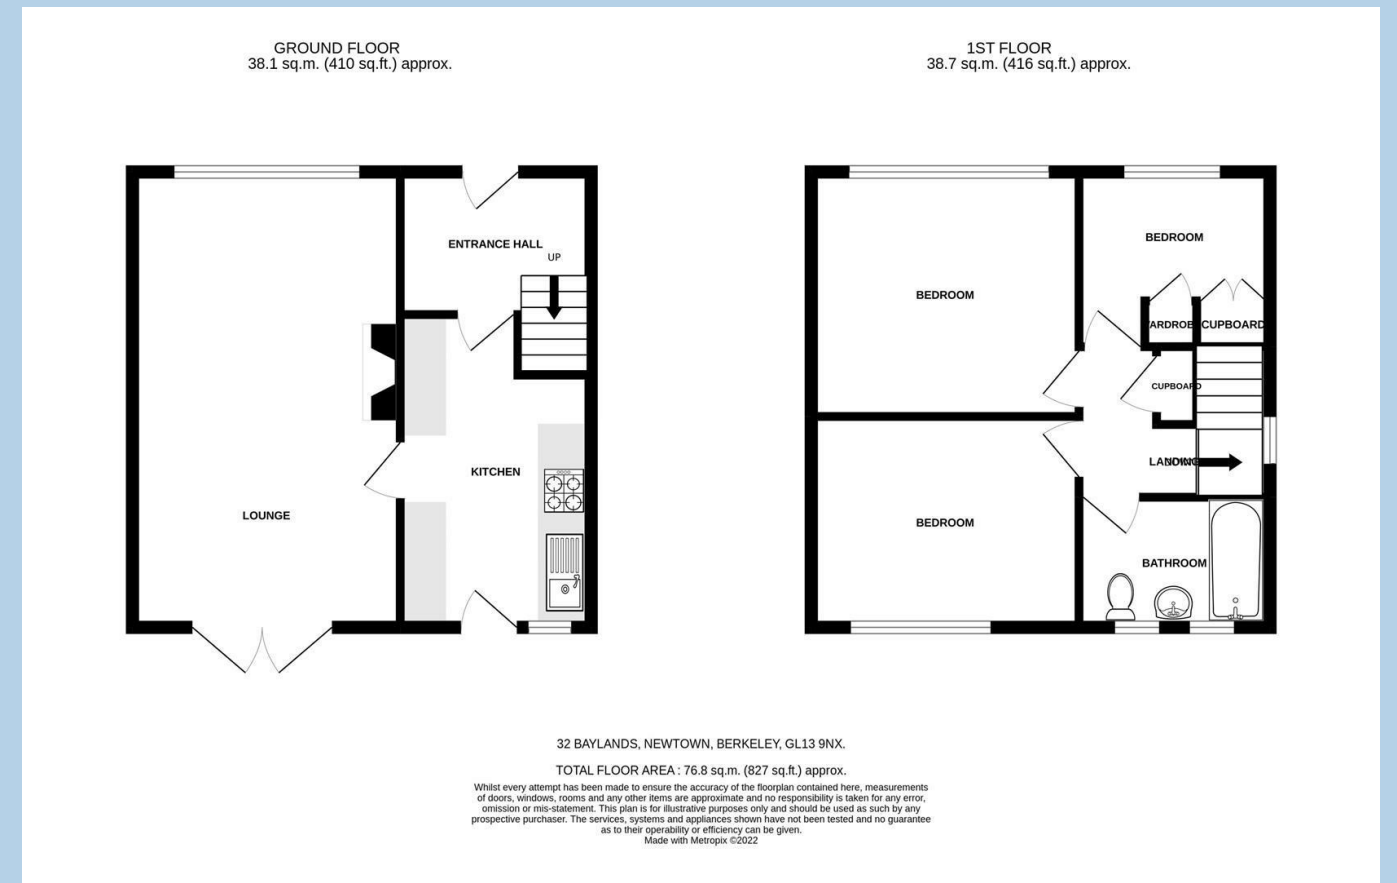 GROUND FLOOR
38.1 sq.m. (410 sq.ft.) approx.
1ST FLOOR
38.7 sq.m. (416 sq.ft.) approx.
ENTRANCE HALL
UP
KITCHEN
LOUNGE
BEDROOM
BEDROOM
ARDROB
CUPBOARD
CUPBOARD
LANDING
BEDROOM
BATHROOM
32 BAYLANDS, NEWTOWN, BERKELEY, GL13 9NX.
TOTAL FLOOR AREA : 76.8 sq.m. (827 sq.ft.) approx.
Whilst every attempt has been made to ensure the accuracy of the floorplan contained here, measurements
of doors, windows, rooms and any other items are approximate and no responsibility is taken for any error,
omission or mis-statement. This plan is for illustrative purposes only and should be used as such by any
prospective purchaser. The services, systems and appliances shown have not been tested and no guarantee
as to their operability or efficiency can be given.
Made with Metropix ©2022